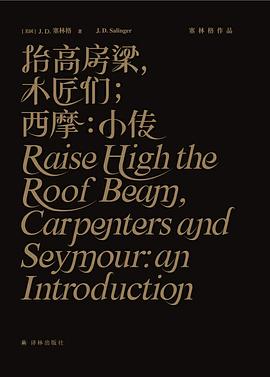 [美国] J. D. 塞林格 著 J. D. Salinger 塞林格作品
抬高房梁，
木匠们；
西摩：小传
Raise High the
Roof Beam,
Carpenters and
Seymour: an
Introduction
译林出版社